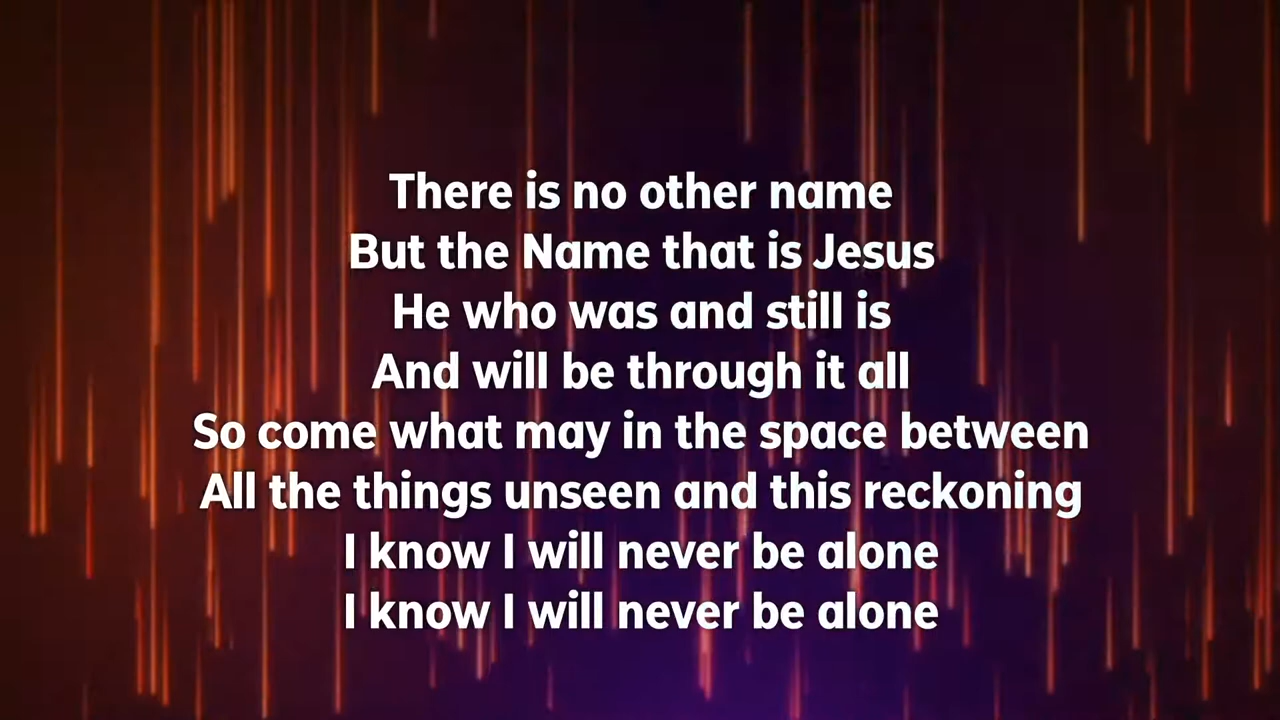 There is no other name
But the Name that is Jesus
He who was and still is
And will be through it all
So come what may in the space between
All the things unseen and this reckoning
I know I will never be alone
I know I will never be alone